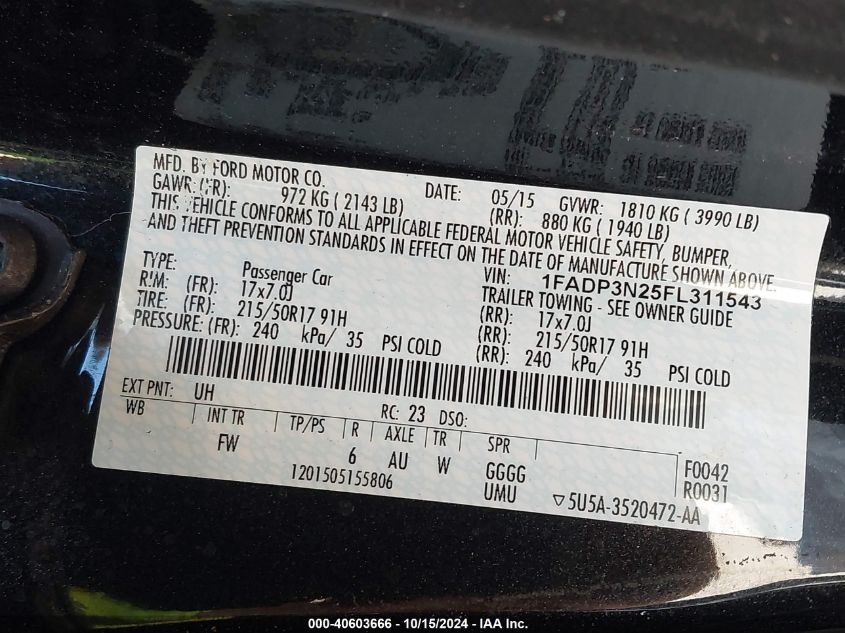 MFD. BY FORD MOTOR CO.
DATE: 05/15 GVWR: 1810 KG ( 3990 LB)
GAWR: (FR): 972 KG ( 2143 LB) (RR): 880 KG ( 1940 LB)
THIS VEHICLE CONFORMS TO ALL APPLICABLE FEDERAL MOTOR VEHICLE SAFETY, BUMPER,
AND THEFT PREVENTION STANDARDS IN EFFECT ON THE DATE OF MANUFACTURE SHOWN ABOVE.
VIN: 1FADP3N25FL311543
TYPE: Passenger Car TRAILER TOWING - SEE OWNER GUIDE
RIM: (FR): 17x7.0J (RR): 17x7.0J
TIRE: (FR): 215/50R17 91H (RR): 215/50R17 91H
PRESSURE: (FR): 240 kPa/ 35 PSI COLD (RR): 240 kPa/ 35 PSI COLD
EXT PNT: UH RC: 23 DSO:
WB INT TR TP/PS R AXLE TR SPR
FW 6 AU W GGGG F0042
1201505155806 UMU R0031
▽5U5A-3520472-AA
000-40603666 - 10/15/2024 - IAA Inc.